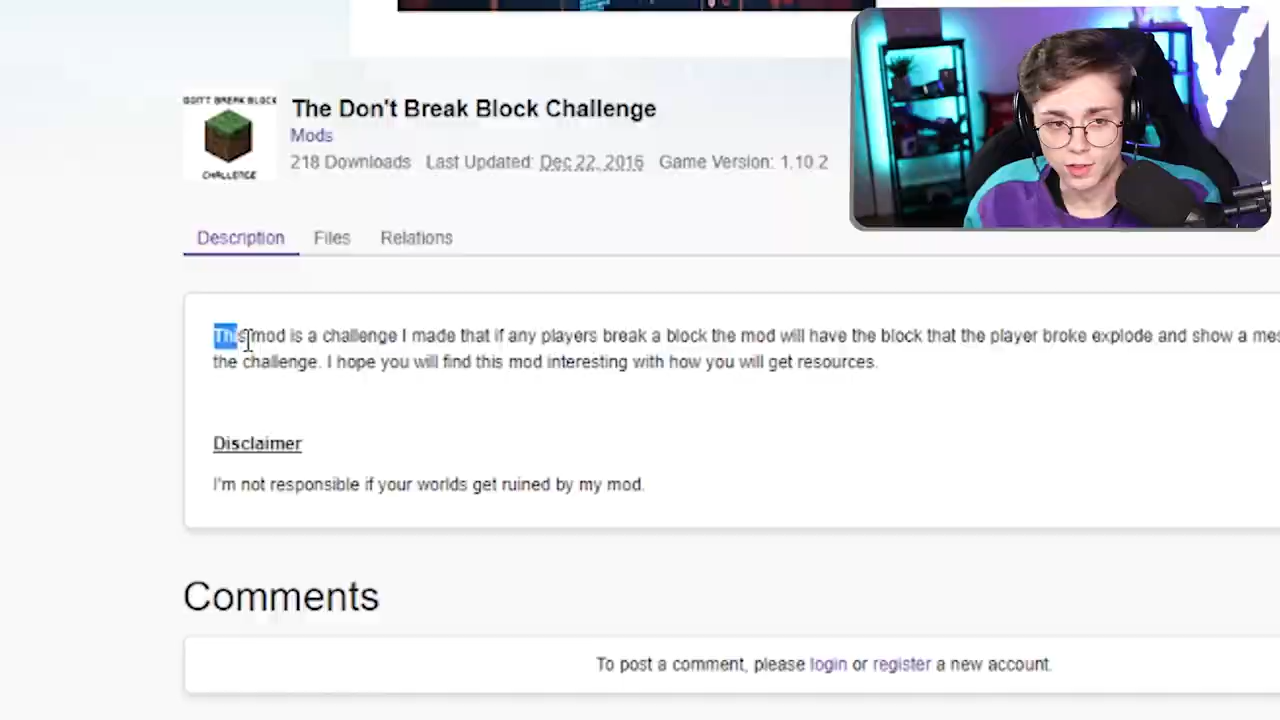 DON'T BREAK BLOCK
CHALLENGE
The Don't Break Block Challenge
Mods
218 Downloads Last Updated: Dec 22, 2016 Game Version: 1.10 2
Description Files Relations
This mod is a challenge I made that if any players break a block the mod will have the block that the player broke explode and show a mes
the challenge. I hope you will find this mod interesting with how you will get resources.
Disclaimer
I'm not responsible if your worlds get ruined by my mod.
Comments
To post a comment, please login or register a new account.